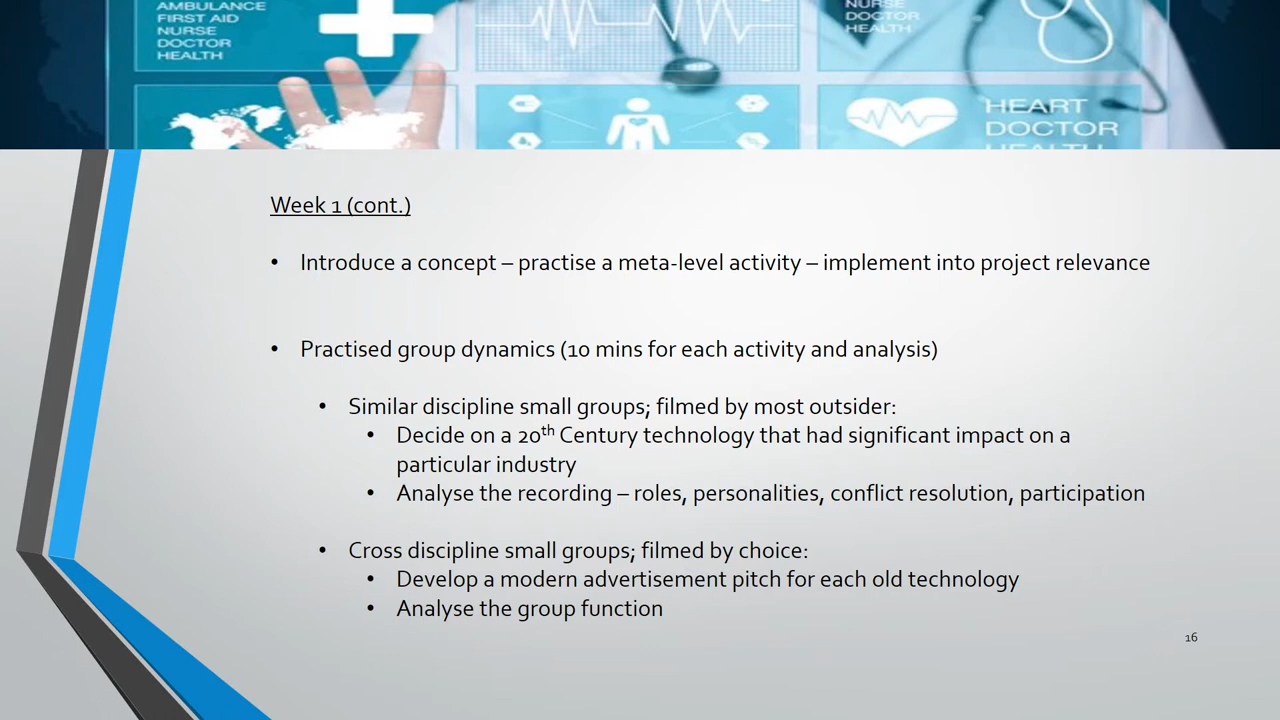 AMBULANCE
FIRST AID
NURSE
DOCTOR
HEALTH
NURSE
DOCTOR
HEALTH
HEART
DOCTOR
HEALTH
Week 1 (cont.)
• Introduce a concept – practise a meta-level activity – implement into project relevance
• Practised group dynamics (10 mins for each activity and analysis)
• Similar discipline small groups; filmed by most outsider:
• Decide on a 20th Century technology that had significant impact on a
particular industry
• Analyse the recording – roles, personalities, conflict resolution, participation
• Cross discipline small groups; filmed by choice:
• Develop a modern advertisement pitch for each old technology
• Analyse the group function
16